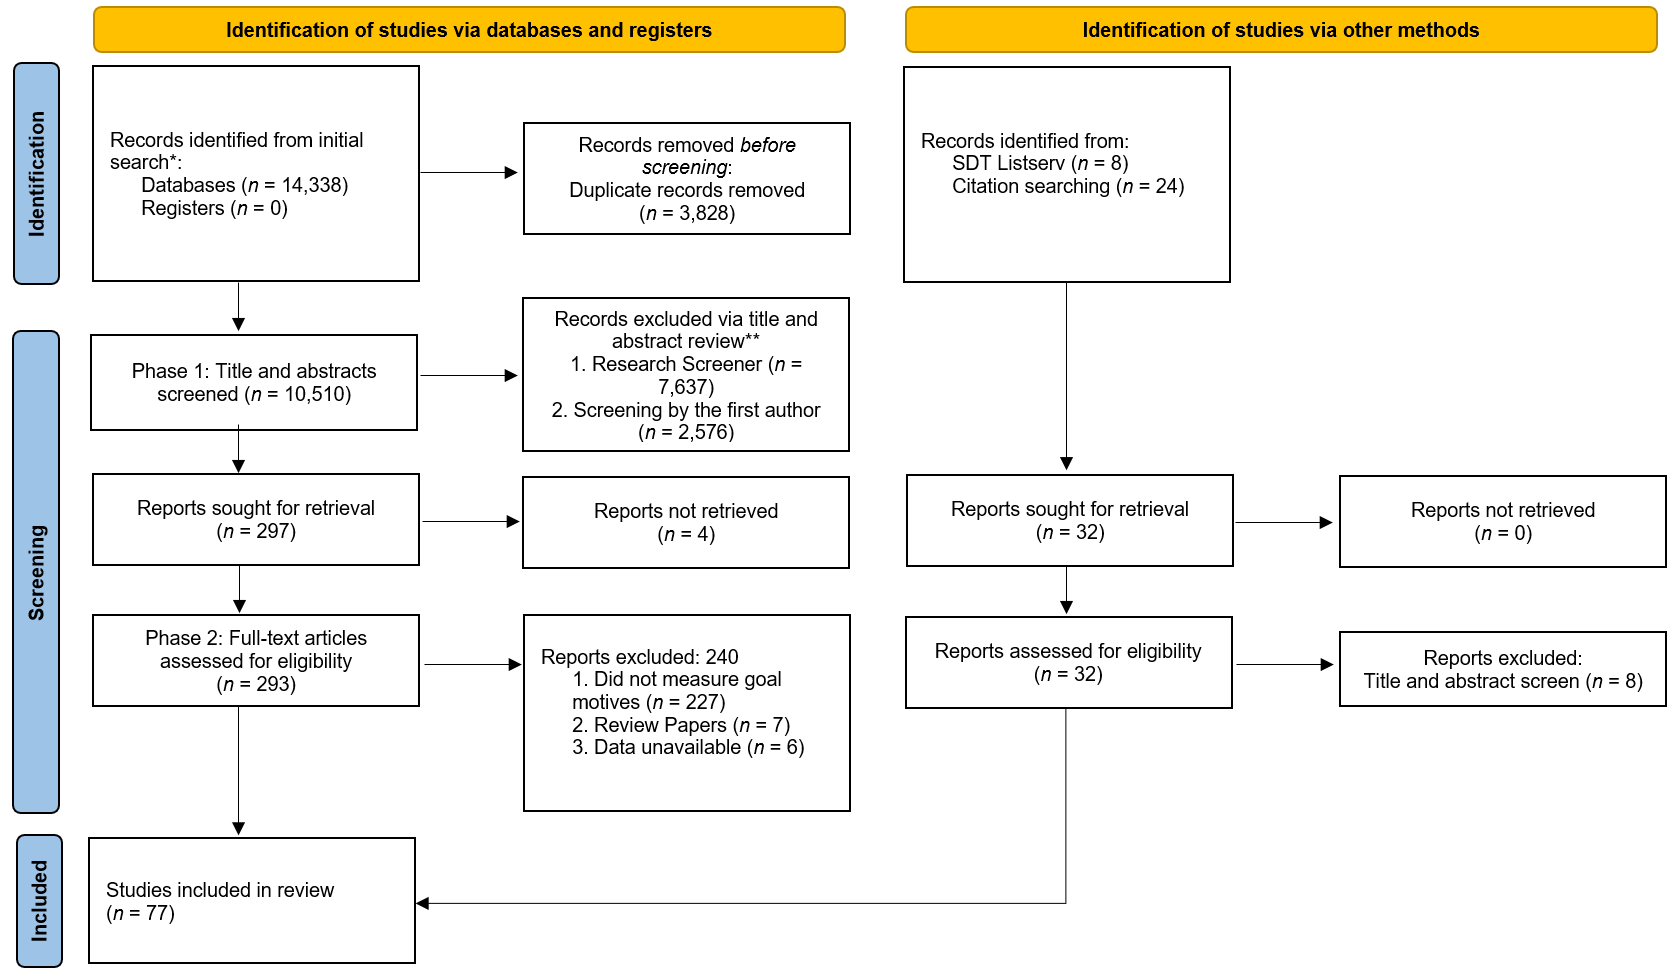 Identification of studies via databases and registers
Identification of studies via other methods
Identification
Records identified from initial
search*:
Databases (n = 14,338)
Registers (n = 0)
Records removed before
screening:
Duplicate records removed
(n = 3,828)
Records identified from:
SDT Listserv (n = 8)
Citation searching (n = 24)
Screening
Phase 1: Title and abstracts
screened (n = 10,510)
Records excluded via title and
abstract review**
1. Research Screener (n =
7,637)
2. Screening by the first author
(n = 2,576)
Reports sought for retrieval
(n = 297)
Reports not retrieved
(n = 4)
Reports sought for retrieval
(n = 32)
Reports not retrieved
(n = 0)
Phase 2: Full-text articles
assessed for eligibility
(n = 293)
Reports excluded: 240
1. Did not measure goal
motives (n = 227)
2. Review Papers (n = 7)
3. Data unavailable (n = 6)
Reports assessed for eligibility
(n = 32)
Reports excluded:
Title and abstract screen (n = 8)
Included
Studies included in review
(n = 77)